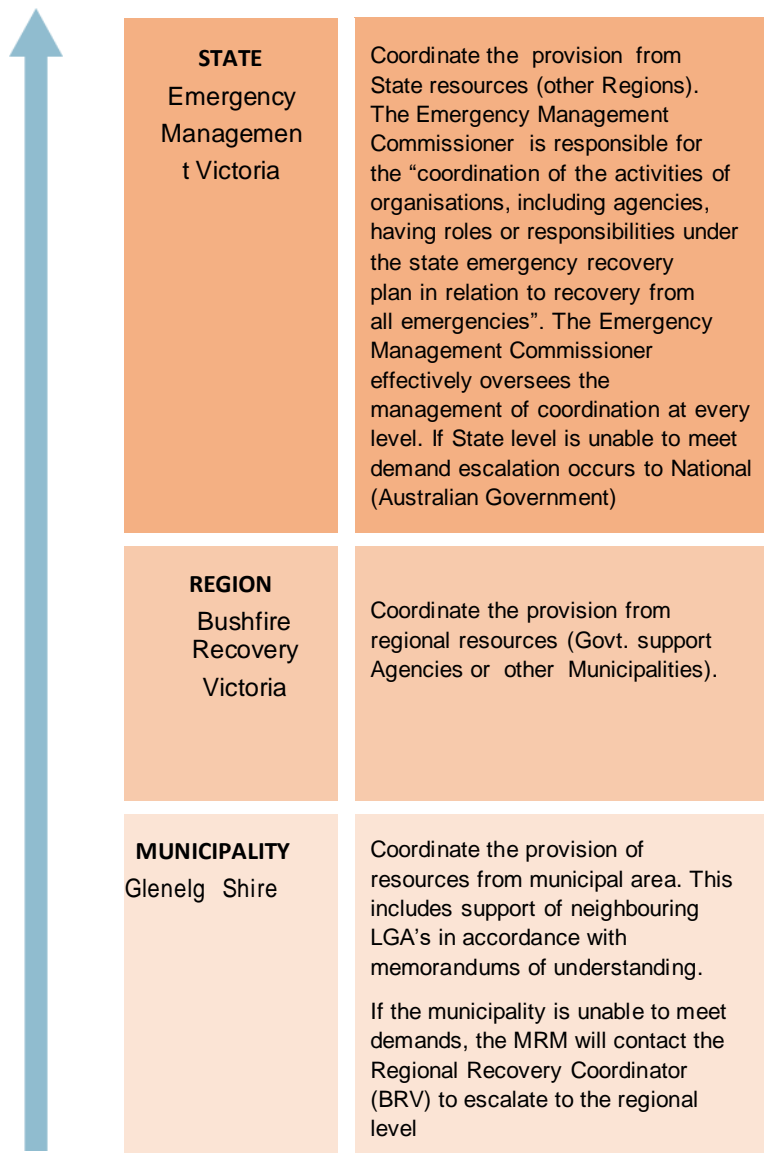 STATE
Emergency
Managemen
t Victoria
Coordinate the provision from
State resources (other Regions).
The Emergency Management
Commissioner is responsible for
the “coordination of the activities of
organisations, including agencies,
having roles or responsibilities under
the state emergency recovery
plan in relation to recovery from
all emergencies”. The Emergency
Management Commissioner
effectively oversees the
management of coordination at every
level. If State level is unable to meet
demand escalation occurs to National
(Australian Government)
REGION
Bushfire
Recovery
Victoria
Coordinate the provision from
regional resources (Govt. support
Agencies or other Municipalities).
MUNICIPALITY
Glenelg Shire
Coordinate the provision of
resources from municipal area. This
includes support of neighbouring
LGA’s in accordance with
memorandums of understanding.
If the municipality is unable to meet
demands, the MRM will contact the
Regional Recovery Coordinator
(BRV) to escalate to the regional
level